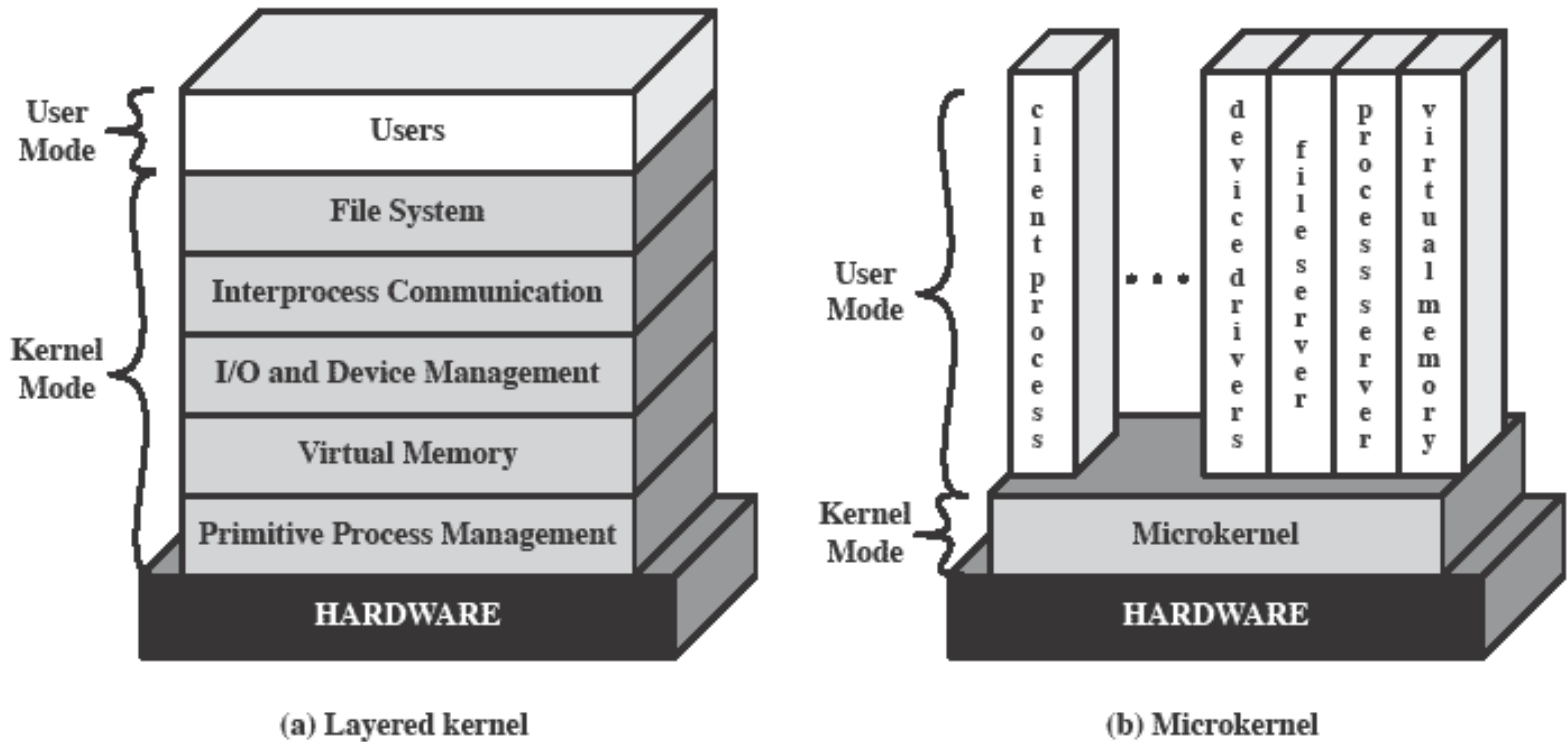 User
Mode
Users
File System
Interprocess Communication
Kernel
Mode
I/O and Device Management
Virtual Memory
Primitive Process Management
HARDWARE
(a) Layered kernel
User
Mode
client process
...
device drivers
file server
process server
virtual memory
Kernel
Mode
Microkernel
HARDWARE
(b) Microkernel